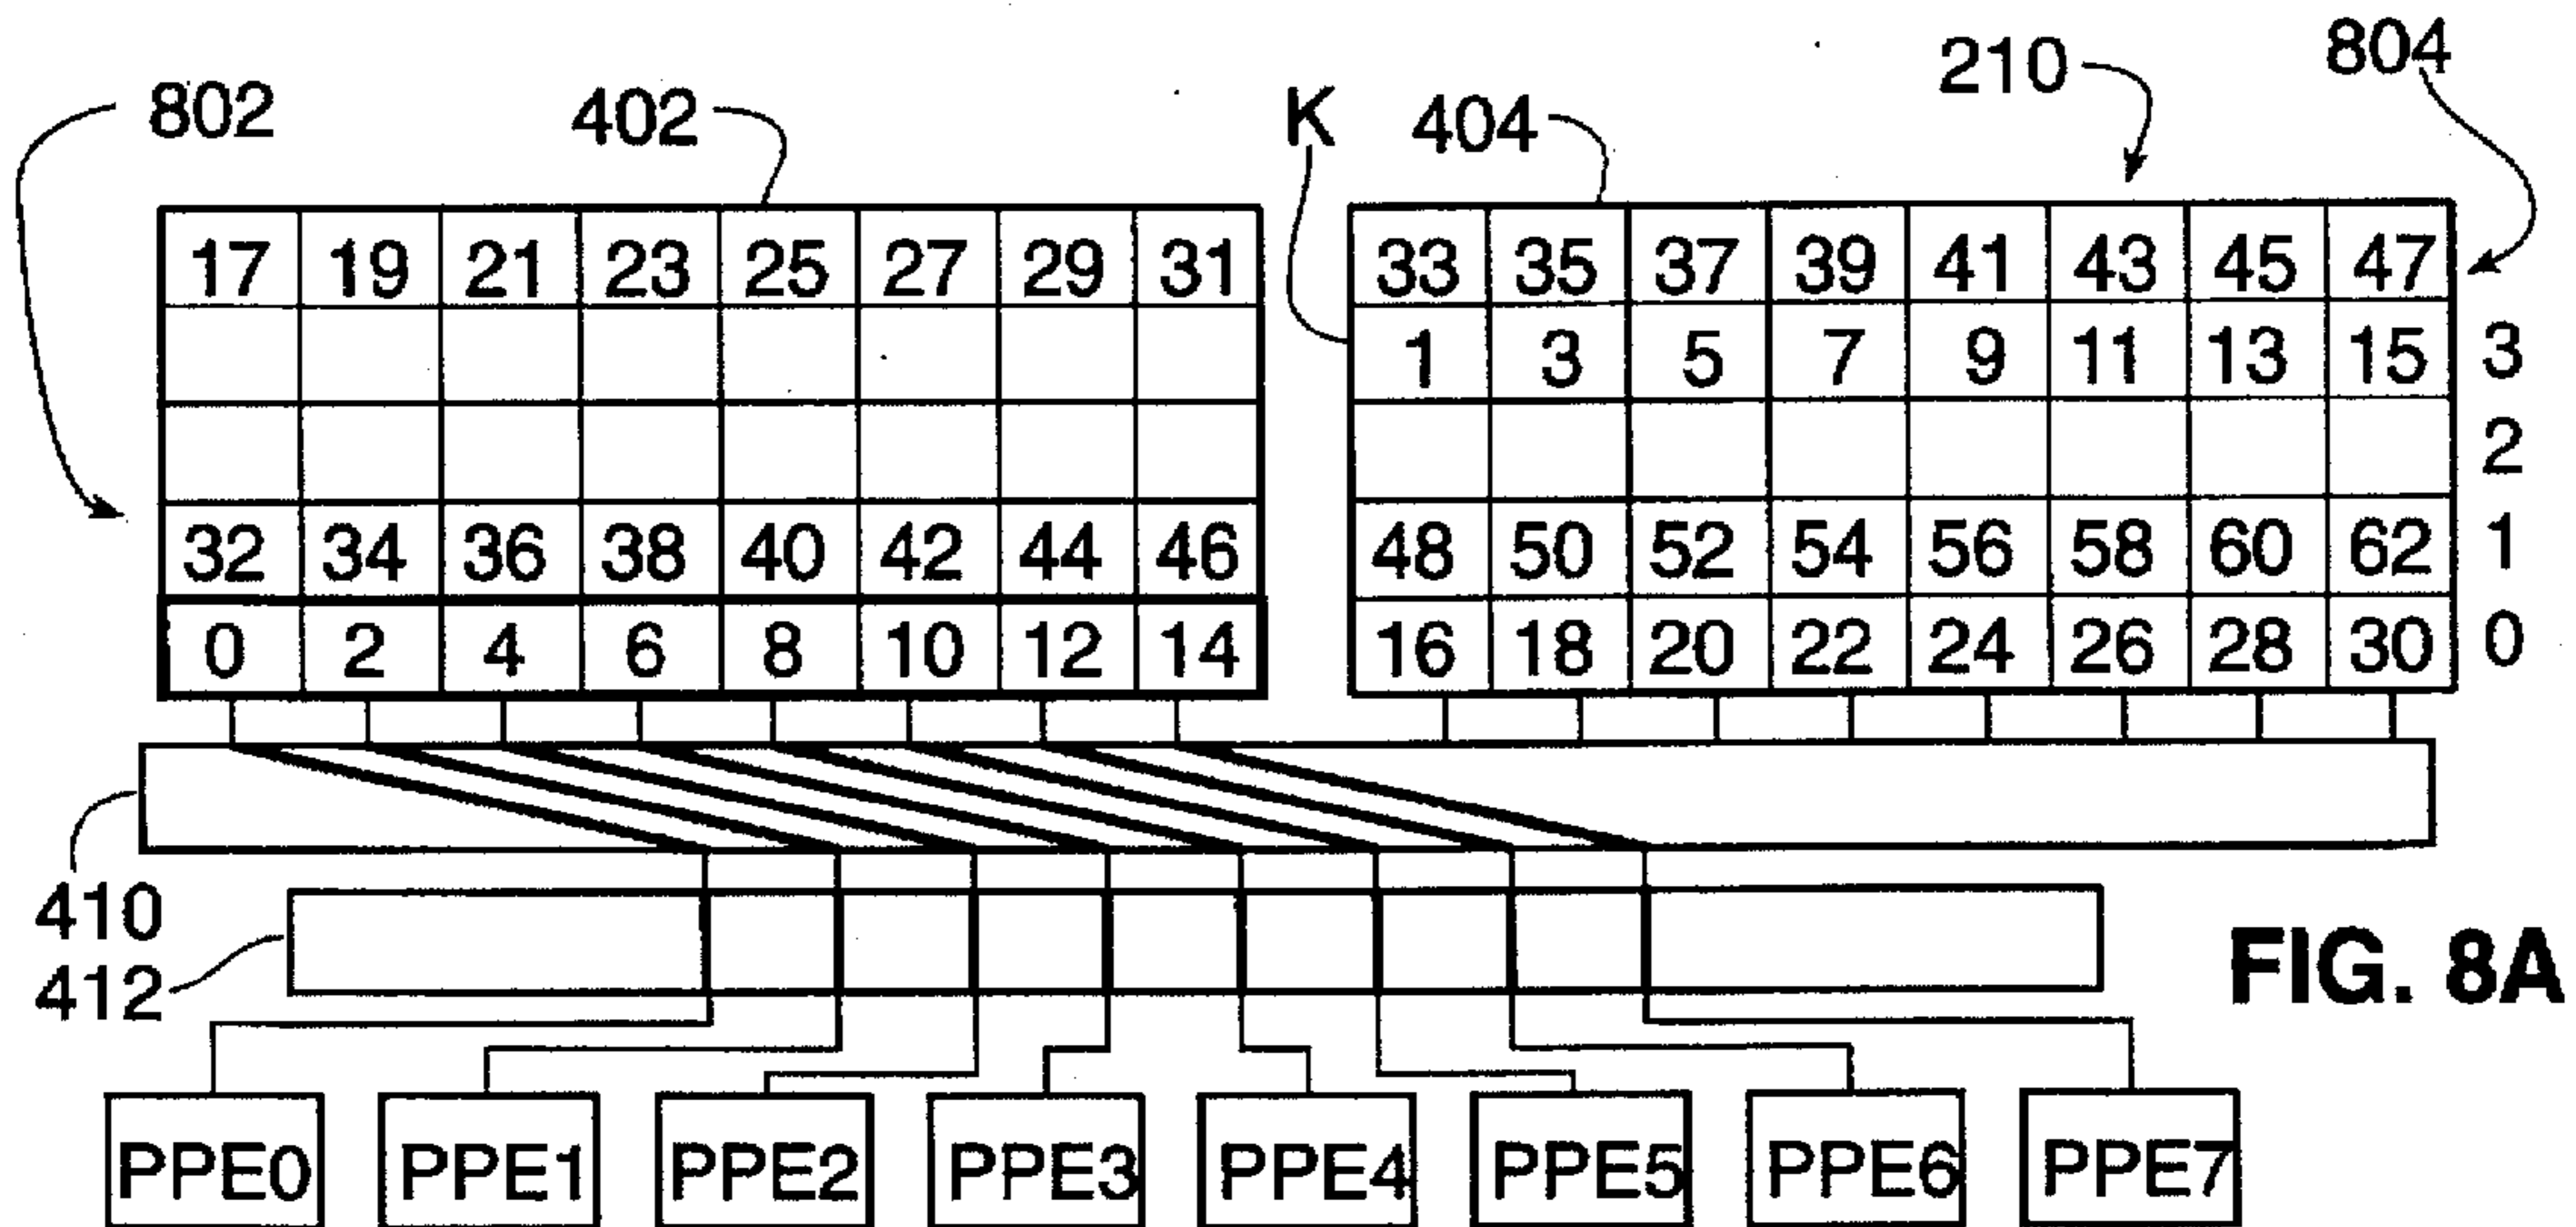 802 402 K 404 210 804
17 19 21 23 25 27 29 31 33 35 37 39 41 43 45 47
1 3 5 7 9 11 13 15 3
2
32 34 36 38 40 42 44 46 48 50 52 54 56 58 60 62 1
0 2 4 6 8 10 12 14 16 18 20 22 24 26 28 30 0
410
412
FIG. 8A
PPE0 PPE1 PPE2 PPE3 PPE4 PPE5 PPE6 PPE7